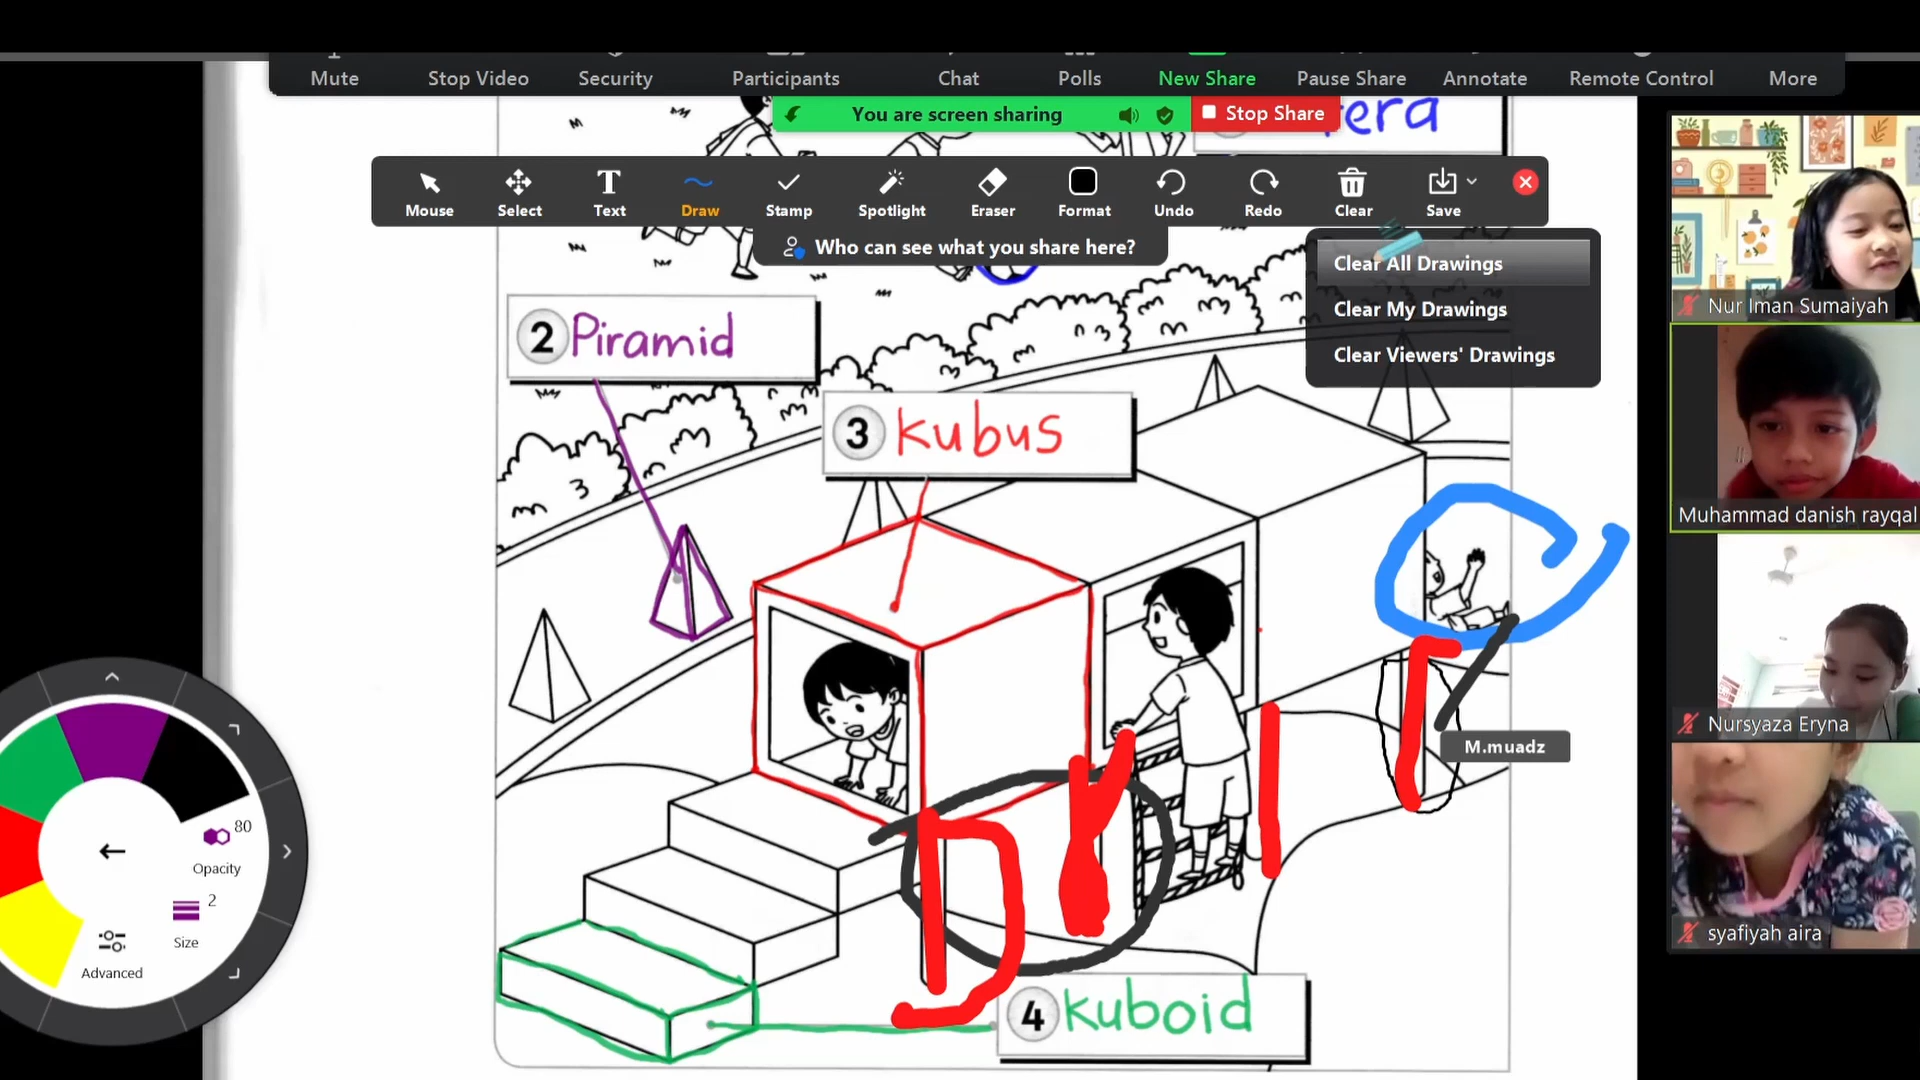 Mute Stop Video Security Participants Chat Polls New Share Pause Share Annotate Remote Control More
You are screen sharing Stop Share
Mouse Select Text Draw Stamp Spotlight Eraser Format Undo Redo Clear Save
Who can see what you share here?
Clear All Drawings
Clear My Drawings
Clear Viewers' Drawings
Nur Iman Sumaiyah
2 Piramid
3 kubus
Muhammad danish rayqal
Nursyaza Eryna
M.muadz
80
Opacity
2
Size
Advanced
syafiyah aira
4 kuboid